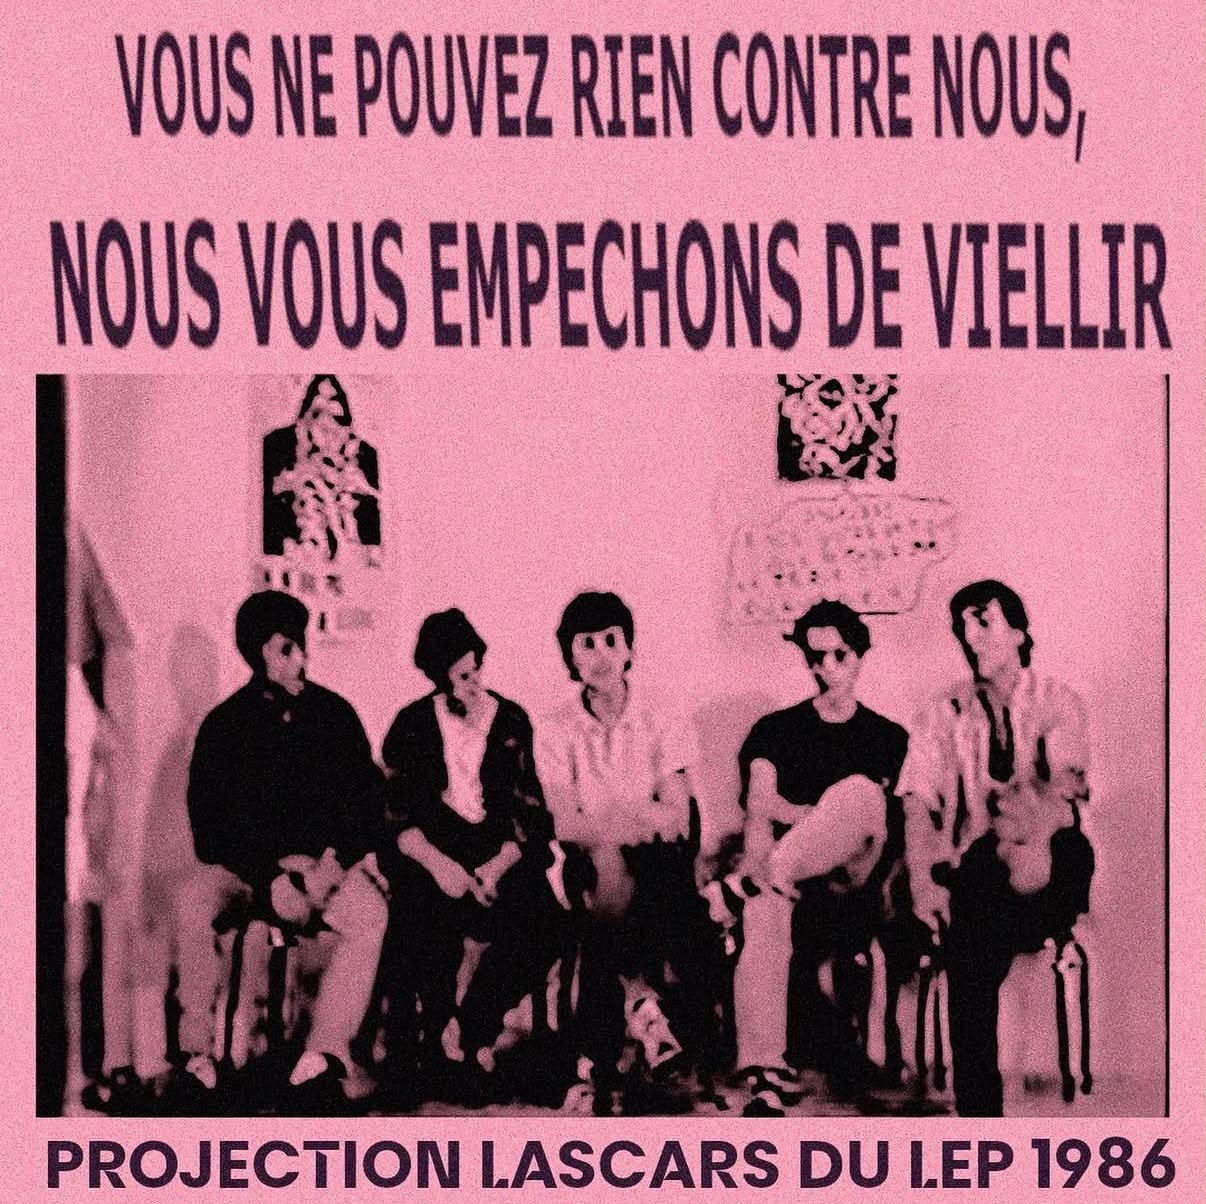 VOUS NE POUVEZ RIEN CONTRE NOUS,
NOUS VOUS EMPECHONS DE VIELLIR
PROJECTION LASCARS DU LEP 1986